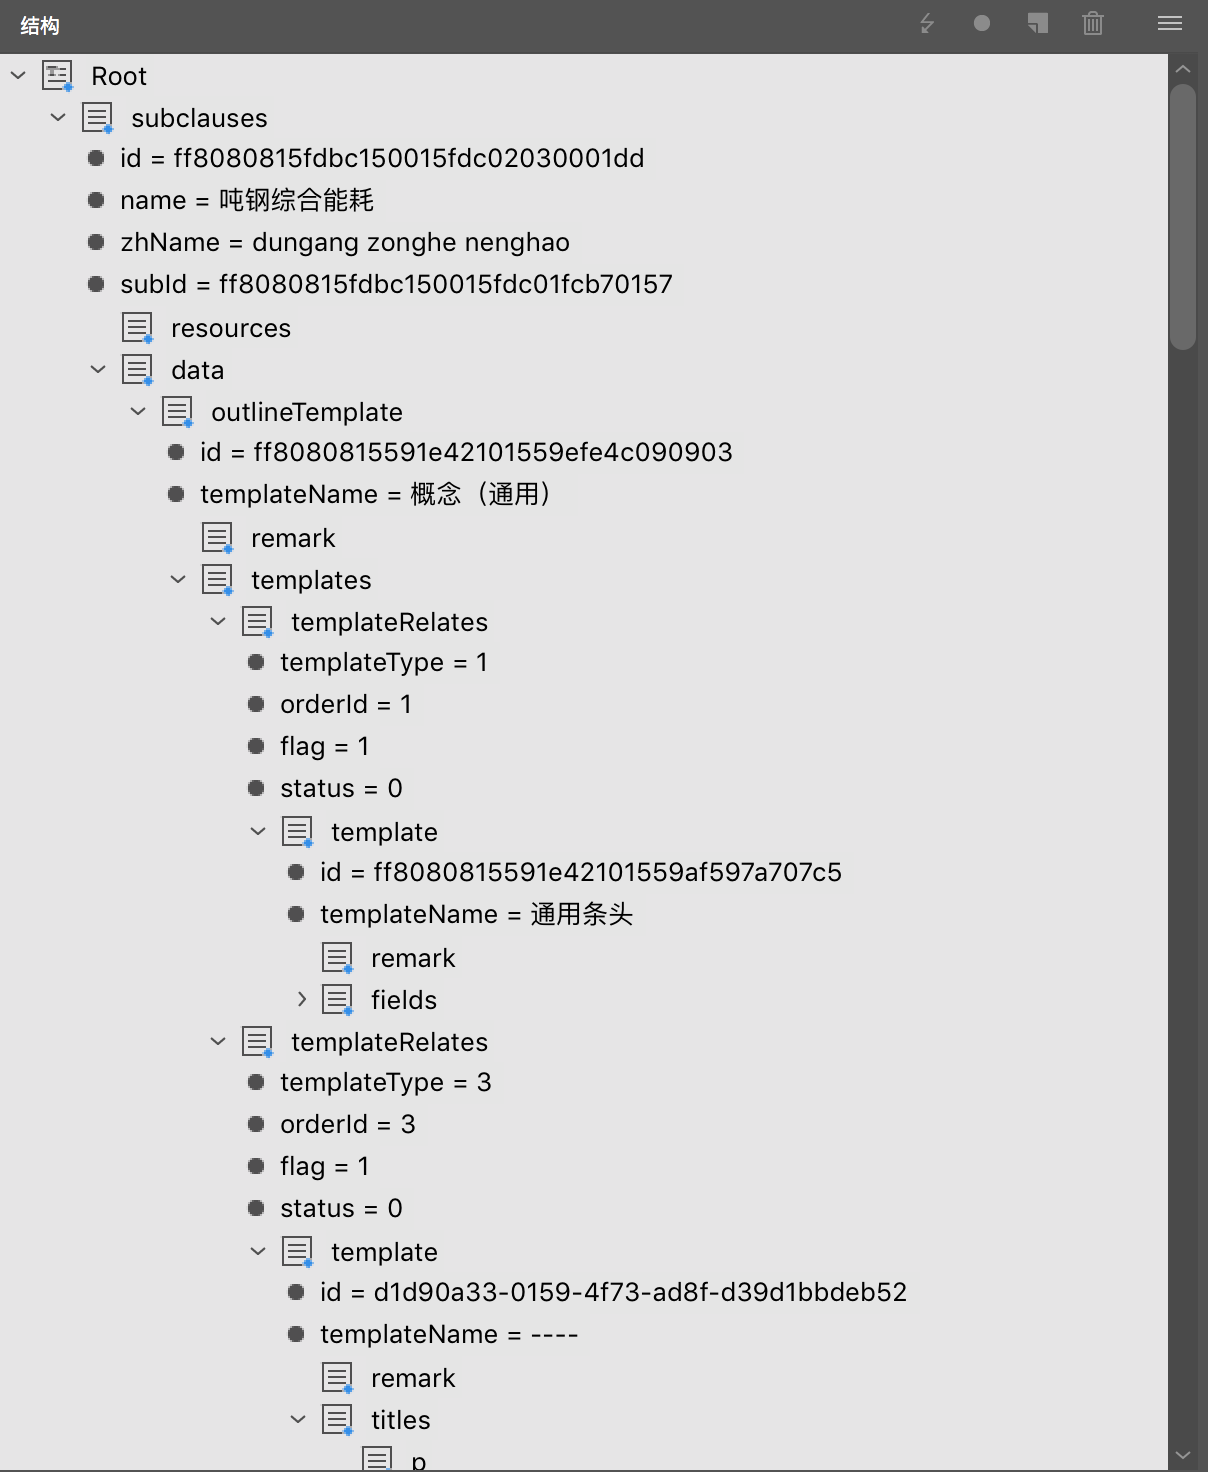 结构
Root
subclauses
id = ff8080815fdbc150015fdc02030001dd
name = 吨钢综合能耗
zhName = dungang zonghe nenghao
subId = ff8080815fdbc150015fdc01fcb70157
resources
data
outlineTemplate
id = ff8080815591e42101559efe4c090903
templateName = 概念（通用）
remark
templates
templateRelates
templateType = 1
orderId = 1
flag = 1
status = 0
template
id = ff8080815591e42101559af597a707c5
templateName = 通用条头
remark
fields
templateRelates
templateType = 3
orderId = 3
flag = 1
status = 0
template
id = d1d90a33-0159-4f73-ad8f-d39d1bbdeb52
templateName = ----
remark
titles
p